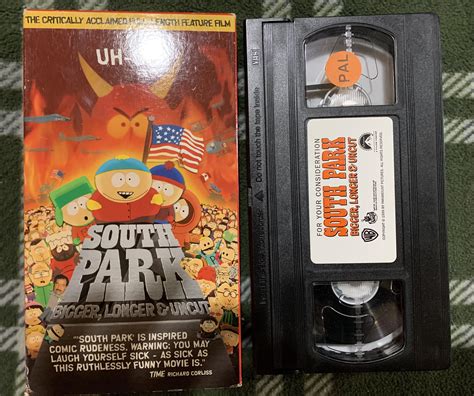 THE CRITICALLY ACCLAIMED FULL-LENGTH FEATURE FILM
UH-
SOUTH
PARK
BIGGER, LONGER & UNCUT
"'SOUTH PARK' IS INSPIRED
COMIC RUDENESS. WARNING: YOU MAY
LAUGH YOURSELF SICK - AS SICK AS
THIS RUTHLESSLY FUNNY MOVIE IS."
TIME RICHARD CORLISS
VHS
Do not touch the tape inside
PAL
FOR YOUR CONSIDERATION
SOUTH PARK
BIGGER, LONGER & UNCUT
WB